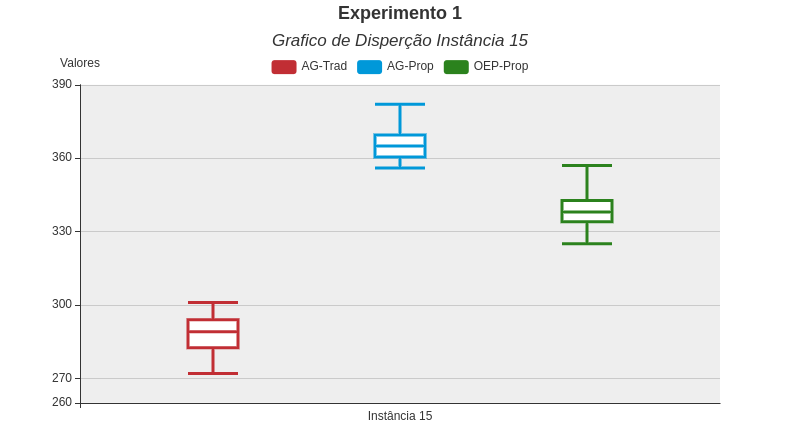 Experimento 1
Grafico de Disperção Instância 15
Valores
AG-Trad AG-Prop OEP-Prop
390
360
330
300
270
260
Instância 15